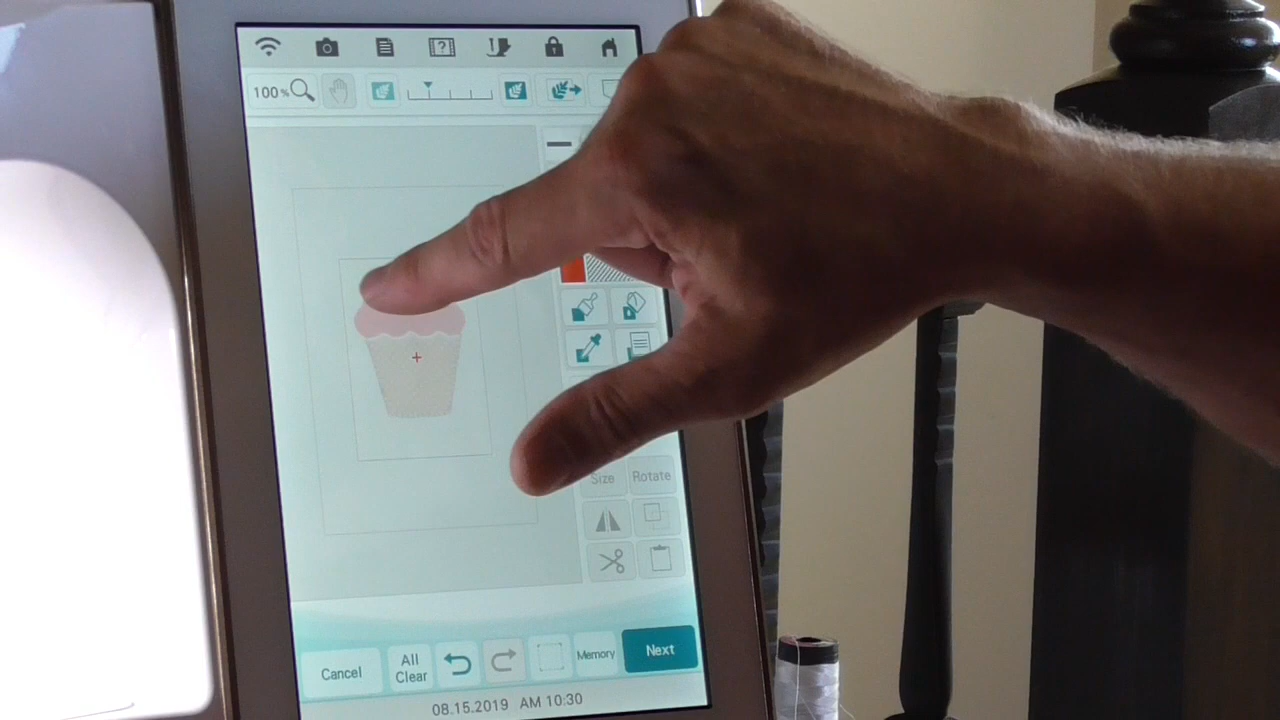 100%
Size
Rotate
Cancel
All
Clear
Memory
Next
08.15.2019 AM 10:30